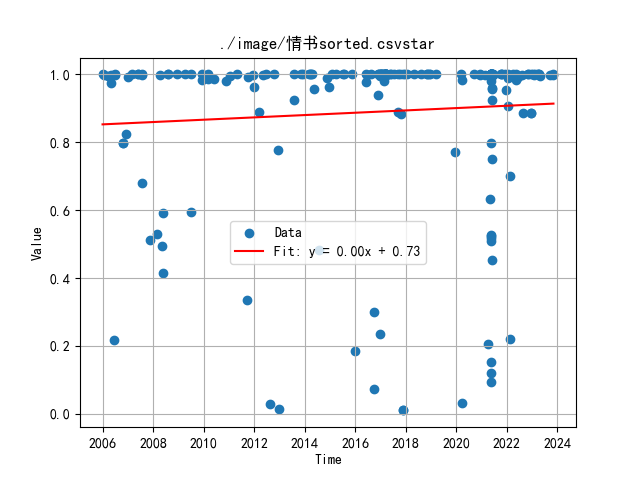 ./image/情书sorted.csvstar
1.0
0.8
0.6
0.4
0.2
0.0
Value
Data
Fit: y = 0.00x + 0.73
2006 2008 2010 2012 2014 2016 2018 2020 2022 2024
Time